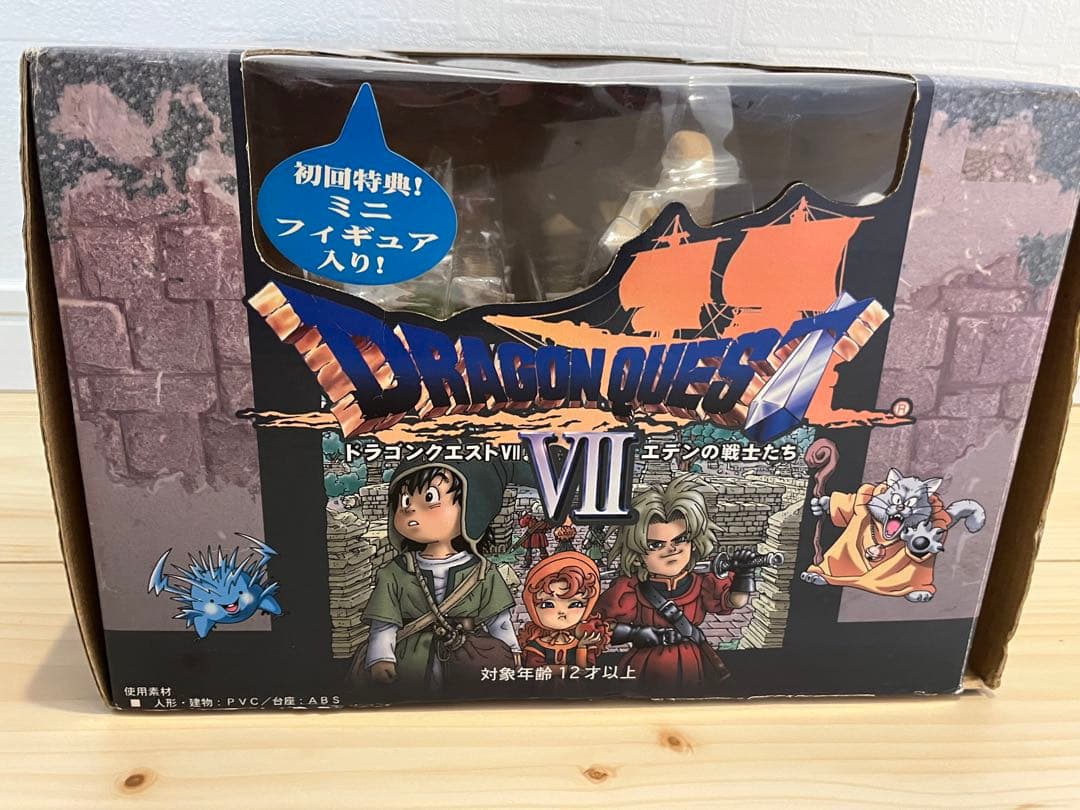 初回特典!
ミニ
フィギュア
入り!
DRAGON QUEST
®
ドラゴンクエストVII
VII
エデンの戦士たち
対象年齢 12才以上
使用素材
■ 人形・建物:PVC/台座:ABS